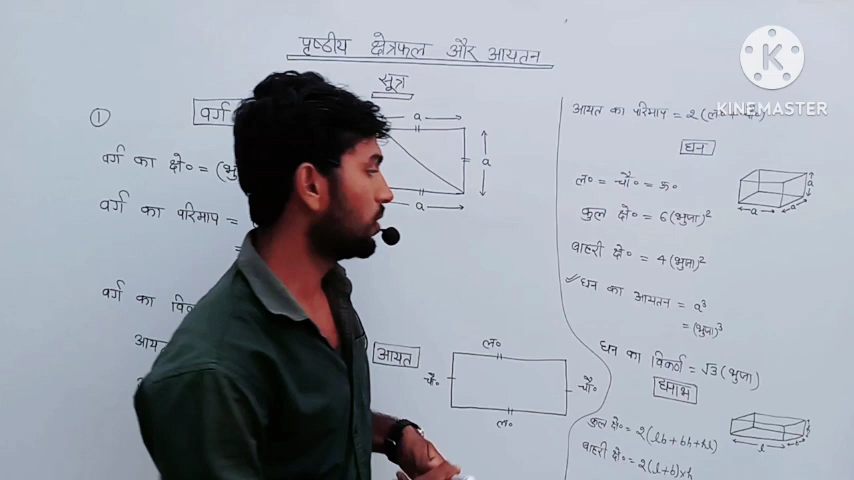 पृष्ठीय क्षेत्रफल और आयतन
सूत्र
①
वर्ग
a
a
a
वर्ग का क्षे० = (भु
वर्ग का परिमाप =
=
वर्ग का वि
आय
आयत
ल०
चौ०
चौ०
ल०
आयत का परिमाप = 2(ल० + चौ०)
घन
ल० = चौ० = ऊ०
कुल क्षे० = 6(भुजा)²
बाहरी क्षे० = 4(भुजा)²
घन का आयतन = a³
= (भुजा)³
a
a
a
घन का विकर्ण = √3(भुजा)
घनाभ
कुल क्षे० = 2(lb + bh + hl)
बाहरी क्षे० = 2(l+b)×h
l
b
h
K
KINEMASTER